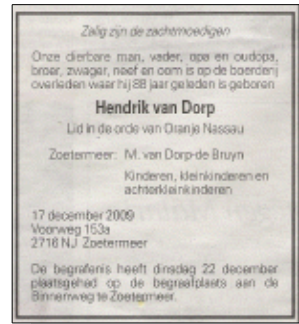 Zalig zijn de zachtmoedigen
Onze dierbare man, vader, opa en oudopa,
broer, zwager, neef en oom is op de boerderij
overleden waar hij 88 jaar geleden is geboren
Hendrik van Dorp
Lid in de orde van Oranje Nassau
Zoetermeer: M. van Dorp-de Bruyn
Kinderen, kleinkinderen en
achterkleinkinderen
17 december 2009
Voorweg 153a
2716 NJ Zoetermeer
De begrafenis heeft dinsdag 22 december
plaatsgehad op de begraafplaats aan de
Binnenweg te Zoetermeer.